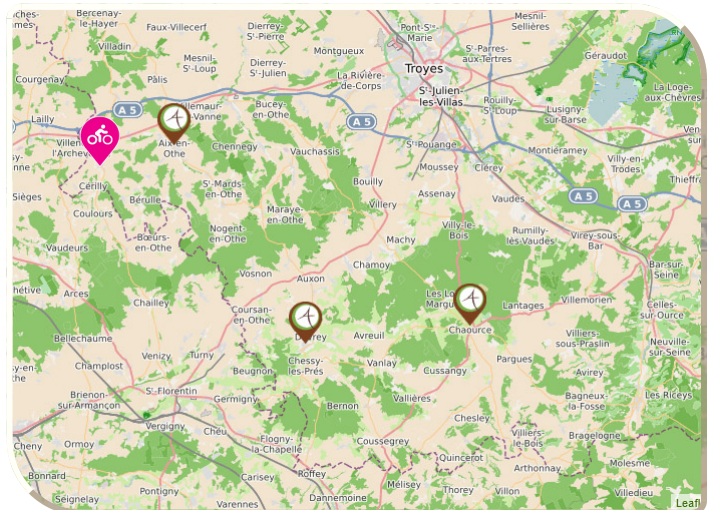 Bercenay-
le-Hayer
Faux-Villecerf
Dierrey-
Sᵗ-Pierre
Pont-Sᵗᵉ
Marie
Mesnil-
Sellières
Villadin
Montgueux
Sᵗ-Parres-
aux-Tertres
Géraudot
Mesnil-
Sᵗ-Loup
Dierrey-
Sᵗ-Julien
Courgenay
Pâlis
La Rivière-
de-Corps
Troyes
Sᵗ-Julien
les-Villas
La Loge-
aux-Chèvres
A 5
Bucey-
en-Othe
Rouilly-
Sᵗ-Loup
Lusigny-
sur-Barse
Lailly
A 5
Aix-en-
Othe
Chennegy
Vauchassis
Moussey
Clérey
Montiéramey
Villy-en-
Trodes
Cérilly
Sᵗ-Mards-
en-Othe
Bouilly
Assenay
Sièges
Bérulle
Villery
Vaudes
A 5
A 5
Coulours
Maraye-
en-Othe
Nogent-
en-Othe
Villy-le-
Bois
Rumilly-
lès-Vaudes
Virey-sous-
Bar
Vaudeurs
Bœurs-
en-Othe
Machy
Vosnon
Chamoy
Bar-sur-
Seine
Arces
Chailley
Auxon
Lantages
Villemorien
Celles-
sur-Ource
Coursan-
en-Othe
Chaource
Bellechaume
Avreuil
Villiers-
sous-Praslin
Neuville-
sur-Seine
Venizy
Turny
Chessy-
les-Prés
Vanlay
Pargues
Champlost
Beugnon
Cussangy
Avirey
Brienon-
sur-Armançon
Sᵗ-Florentin
Germigny
Bernon
Vallières
Bagneux-
la-Fosse
Les Riceys
Vergigny
Cheu
Chesley
Villiers-
le-Bois
Bragelogne
Cheny
Ormoy
Flogny-
la-Chapelle
Coussegrey
Quincerot
Arthonnay
Molesme
Bonnard
Carisey
Roffey
Seignelay
Pontigny
Varennes
Dannemoine
Mélisey
Thorey
Villon
Villedieu
Leafl